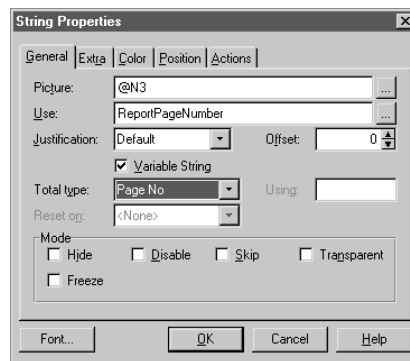 String Properties
General Extra Color Position Actions
Picture: @N3 ...
Use: ReportPageNumber ...
Justification: Default Offset: 0
Variable String
Total type: Page No Using:
Reset on: <None>
Mode
Hide Disable Skip Transparent
Freeze
Font... OK Cancel Help